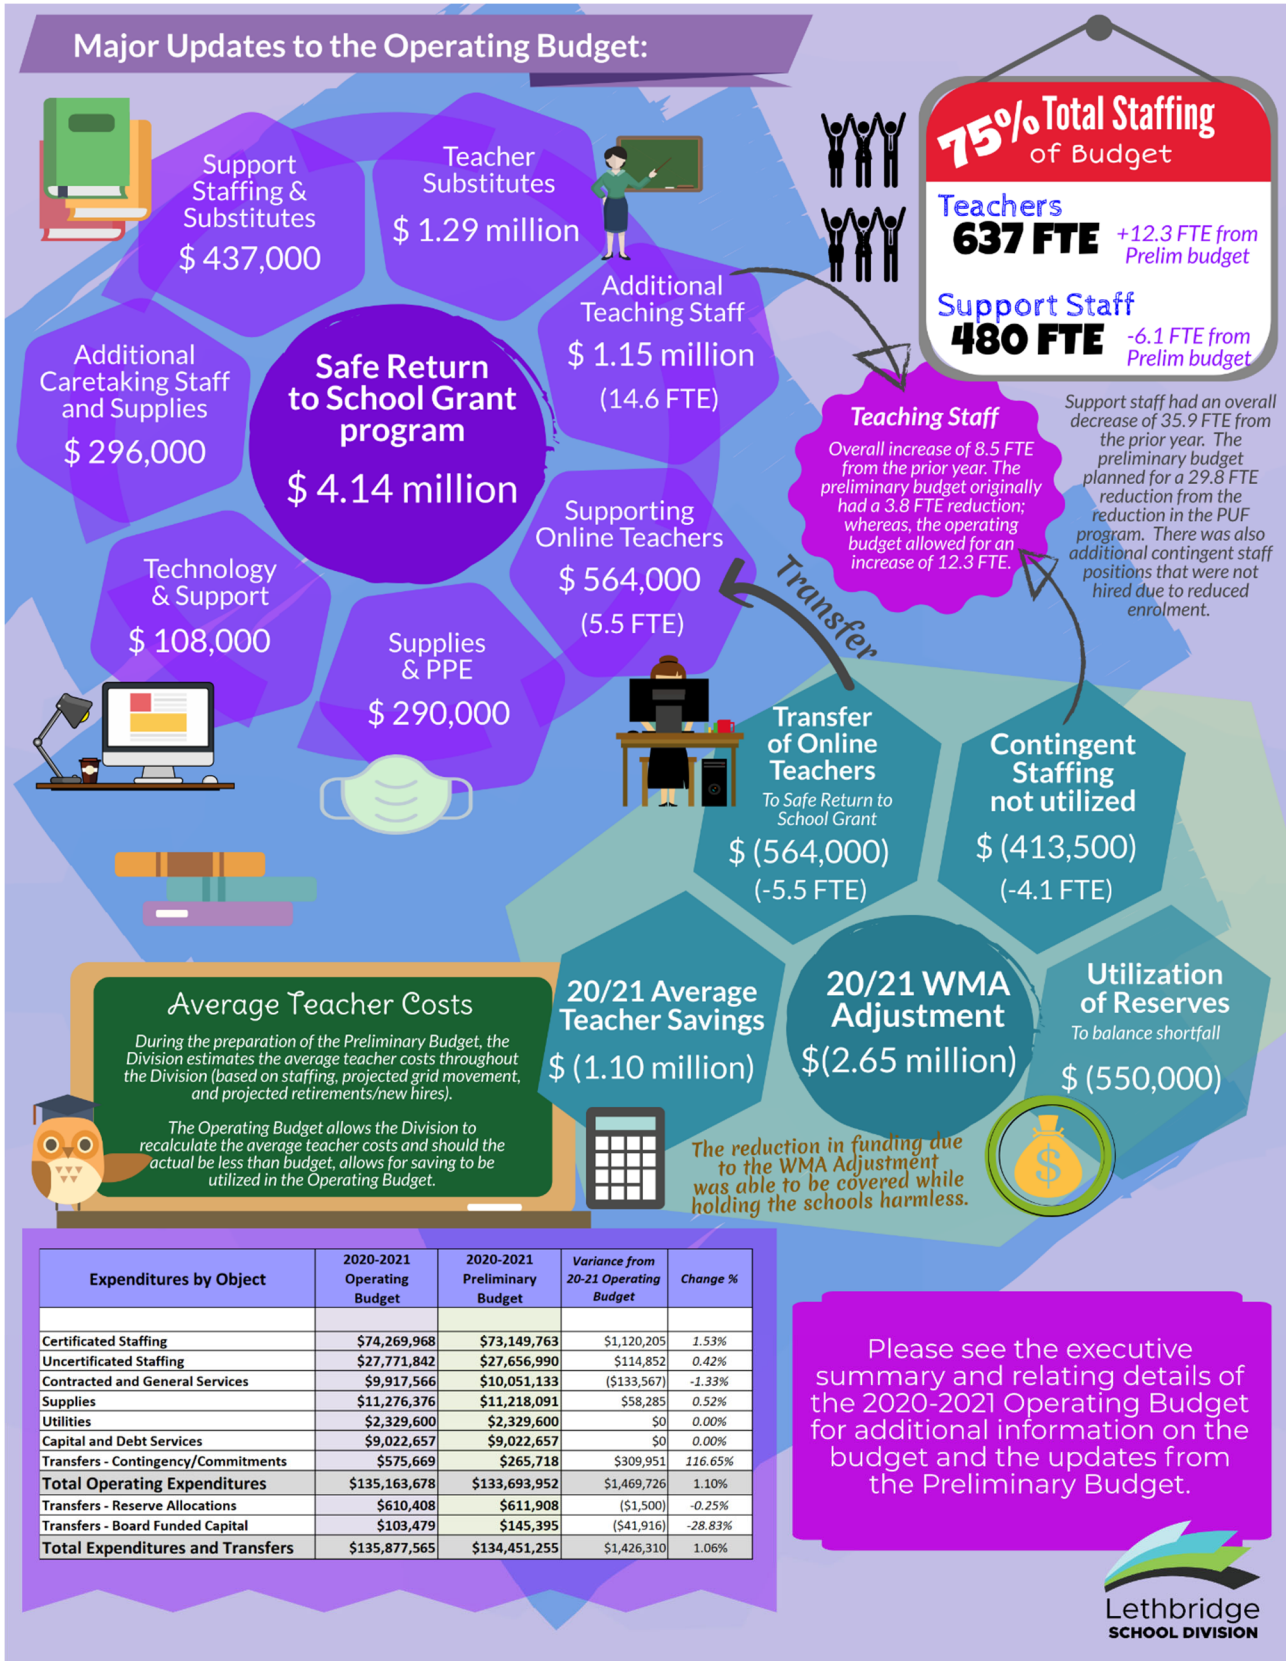 Major Updates to the Operating Budget:
Support
Staffing &
Substitutes
$ 437,000
Teacher
Substitutes
$ 1.29 million
Additional
Teaching Staff
$ 1.15 million
(14.6 FTE)
Additional
Caretaking Staff
and Supplies
$ 296,000
Safe Return
to School Grant
program
$ 4.14 million
Supporting
Online Teachers
$ 564,000
(5.5 FTE)
Technology
& Support
$ 108,000
Supplies
& PPE
$ 290,000
75% Total Staffing
of Budget
Teachers
637 FTE
+12.3 FTE from
Prelim budget
Support Staff
480 FTE
-6.1 FTE from
Prelim budget
Teaching Staff
Overall increase of 8.5 FTE
from the prior year. The
preliminary budget originally
had a 3.8 FTE reduction;
whereas, the operating
budget allowed for an
increase of 12.3 FTE.
Support staff had an overall
decrease of 35.9 FTE from
the prior year. The
preliminary budget
planned for a 29.8 FTE
reduction from the
reduction in the PUF
program. There was also
additional contingent staff
positions that were not
hired due to reduced
enrolment.
Transfer
Transfer
of Online
Teachers
To Safe Return to
School Grant
$ (564,000)
(-5.5 FTE)
Contingent
Staffing
not utilized
$ (413,500)
(-4.1 FTE)
20/21 Average
Teacher Savings
$ (1.10 million)
20/21 WMA
Adjustment
$(2.65 million)
Utilization
of Reserves
To balance shortfall
$ (550,000)
The reduction in funding due
to the WMA Adjustment
was able to be covered while
holding the schools harmless.
$
Average Teacher Costs
During the preparation of the Preliminary Budget, the
Division estimates the average teacher costs throughout
the Division (based on staffing, projected grid movement,
and projected retirements/new hires).
The Operating Budget allows the Division to
recalculate the average teacher costs and should the
actual be less than budget, allows for saving to be
utilized in the Operating Budget.
Expenditures by Object 2020-2021 Operating Budget 2020-2021 Preliminary Budget Variance from 20-21 Operating Budget Change %
Certificated Staffing $74,269,968 $73,149,763 $1,120,205 1.53%
Uncertificated Staffing $27,771,842 $27,656,990 $114,852 0.42%
Contracted and General Services $9,917,566 $10,051,133 ($133,567) -1.33%
Supplies $11,276,376 $11,218,091 $58,285 0.52%
Utilities $2,329,600 $2,329,600 $0 0.00%
Capital and Debt Services $9,022,657 $9,022,657 $0 0.00%
Transfers - Contingency/Commitments $575,669 $265,718 $309,951 116.65%
Total Operating Expenditures $135,163,678 $133,693,952 $1,469,726 1.10%
Transfers - Reserve Allocations $610,408 $611,908 ($1,500) -0.25%
Transfers - Board Funded Capital $103,479 $145,395 ($41,916) -28.83%
Total Expenditures and Transfers $135,877,565 $134,451,255 $1,426,310 1.06%
Please see the executive
summary and relating details of
the 2020-2021 Operating Budget
for additional information on the
budget and the updates from
the Preliminary Budget.
Lethbridge
SCHOOL DIVISION